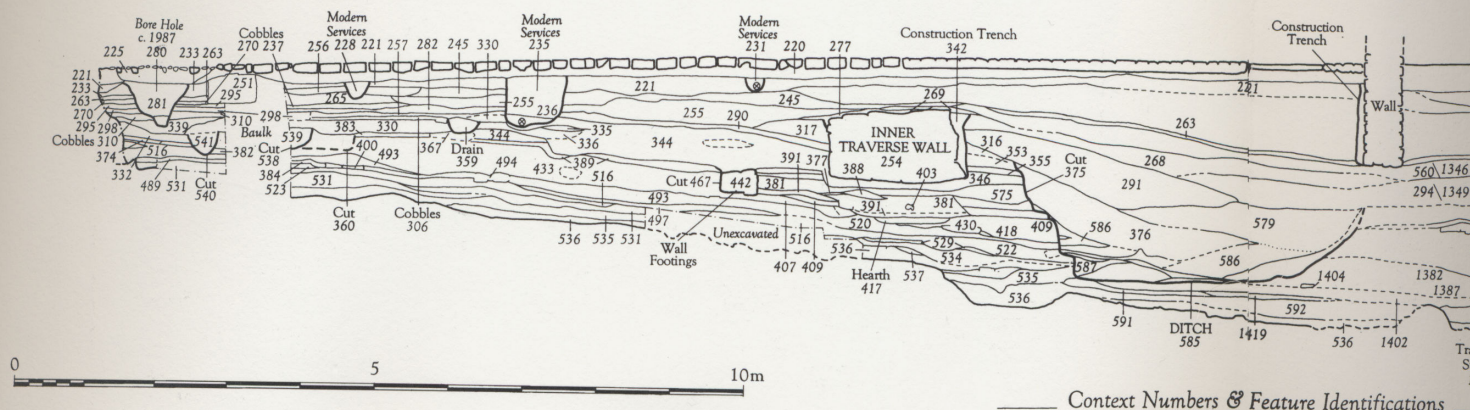 Bore Hole
c. 1987
225 280 233 263
Cobbles
270 237
Modern
Services
256 228 221 257 282 245 330
Modern
Services
235
Modern
Services
231 220 277
Construction Trench
342
Construction
Trench
221
233
263
270
295 298
Cobbles 310
374
332
281
251
295
339
541
516
489 531
Cut
540
310
298
Baulk
382
Cut
538
539
384
523
265
383 330
400
493
531
Cut
360
Cobbles
306
367
Drain
359
344
494
433
389
516
255
236
335
336
493
497
536 535 531
221
245
255
290
344
Cut 467
442
381
391
377
Wall
Footings
Unexcavated
516
407 409
317
269
INNER
TRAVERSE WALL
254
388
403
391
381
346
316
353
355
Cut
375
575
520
430
418
409
536
529
522
534
Hearth
417
537
535
536
586
587
376
291
268
263
221
Wall
579
586
560 1346
294 1349
1404
1382
1387
591
DITCH
585
1419
592
536
1402
Tr
S
0
5
10m
Context Numbers & Feature Identifications